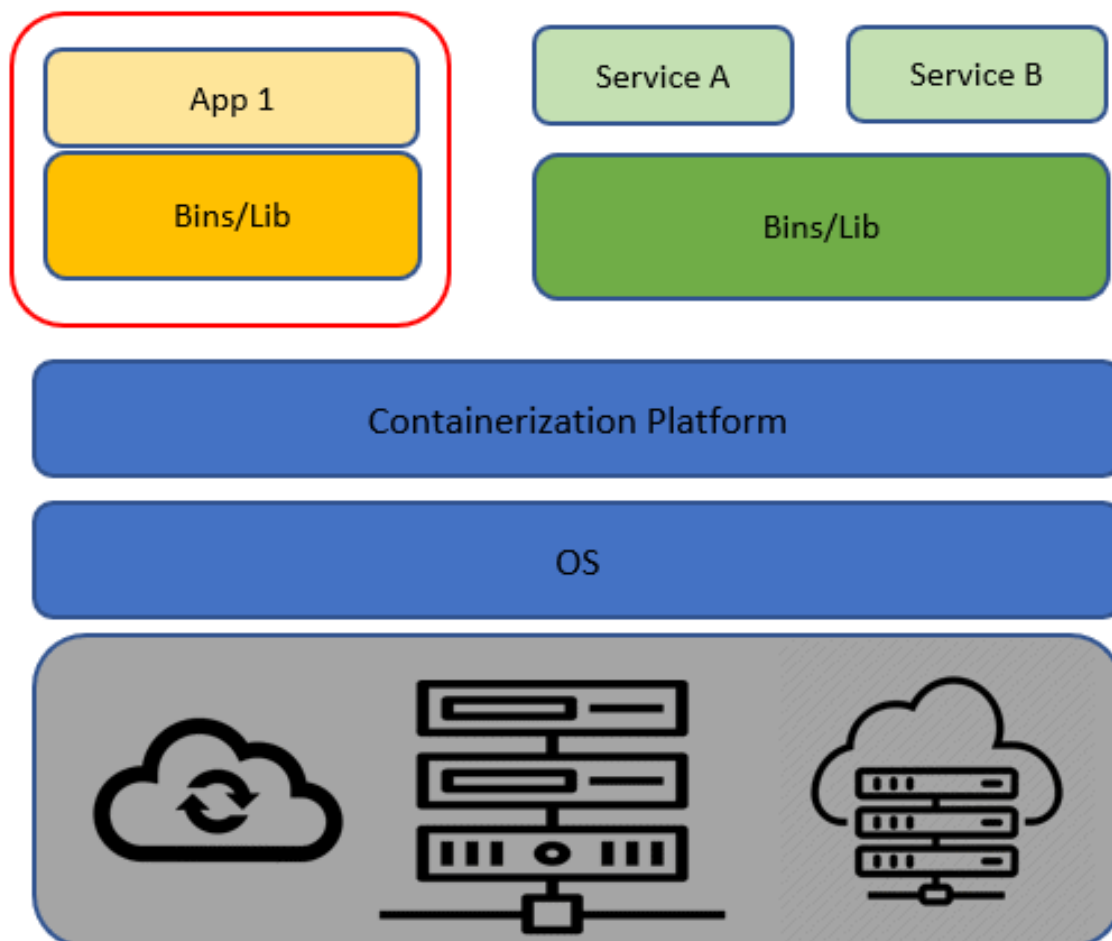 App 1
Service A
Service B
Bins/Lib
Bins/Lib
Containerization Platform
OS